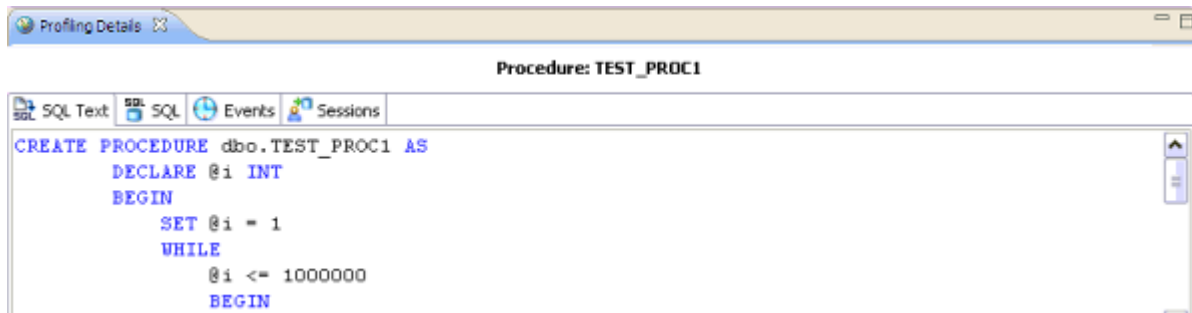 Profiling Details
Procedure: TEST_PROC1
SQL Text SQL Events Sessions
CREATE PROCEDURE dbo.TEST_PROC1 AS
DECLARE @i INT
BEGIN
SET @i = 1
WHILE
@i <= 1000000
BEGIN